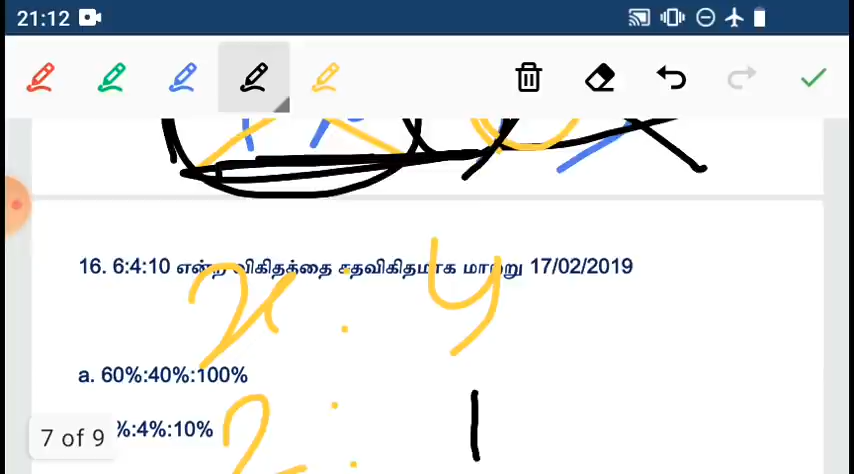 21:12
16. 6:4:10 என்ற விகிதத்தை சதவிகிதமாக மாற்று 17/02/2019
x : y
a. 60%:40%:100%
2 : 1
%:4%:10%
7 of 9